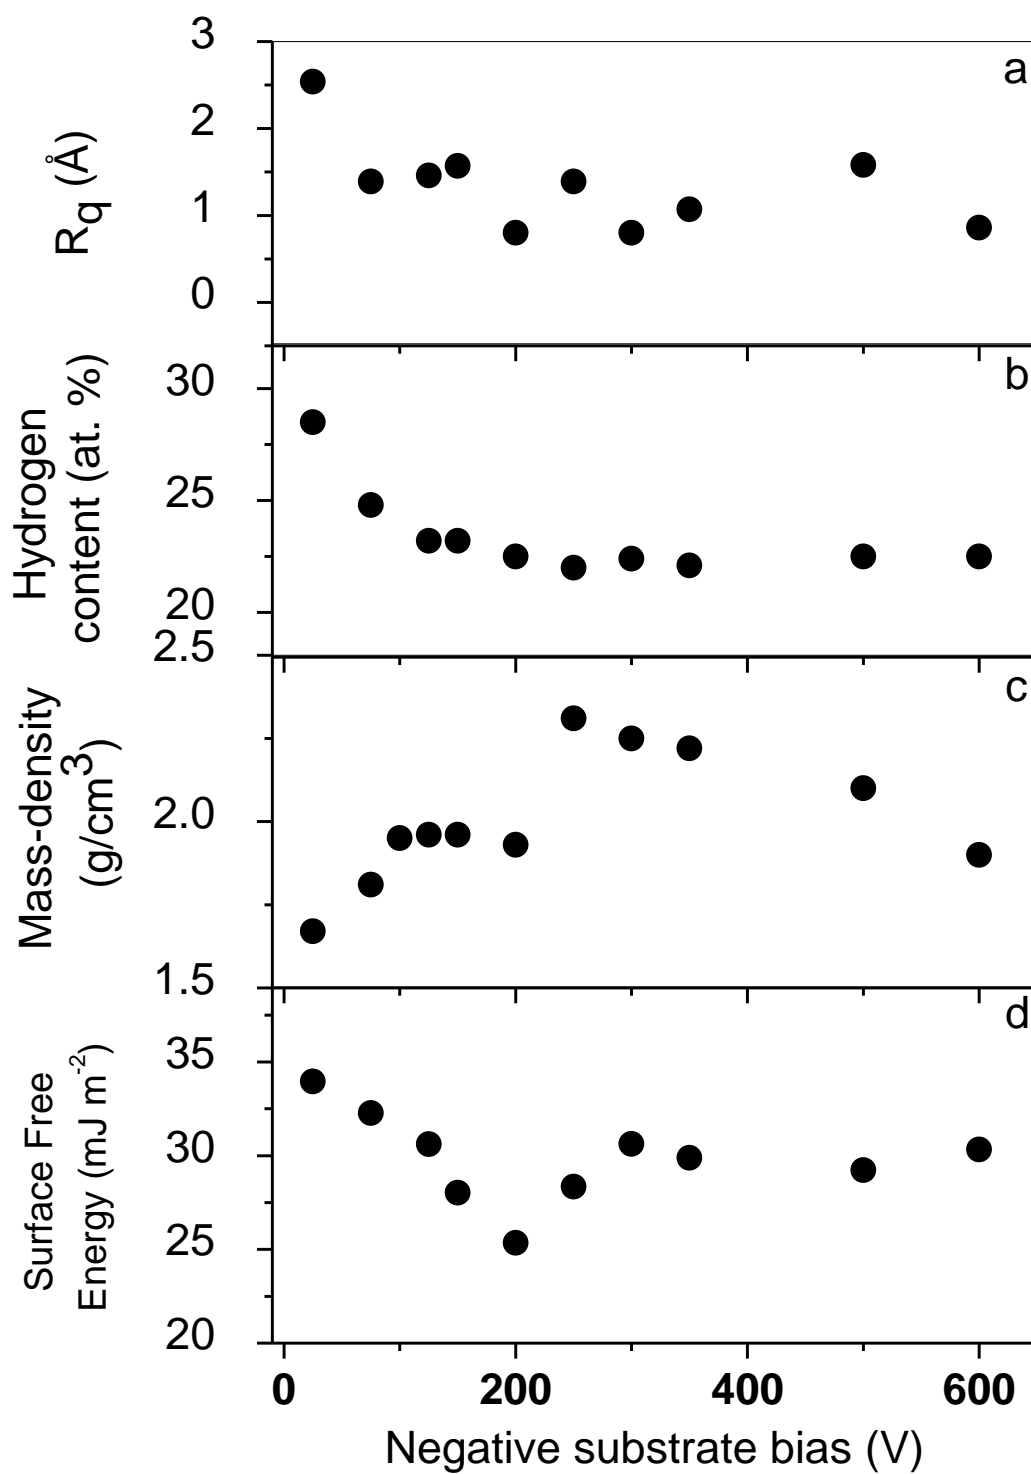 3
2
1
0
Rq (Å)
a
30
25
20
Hydrogen
content (at. %)
b
2.5
2.0
1.5
Mass-density
(g/cm3)
c
35
30
25
20
Surface Free
Energy (mJ m-2)
d
0 200 400 600
Negative substrate bias (V)